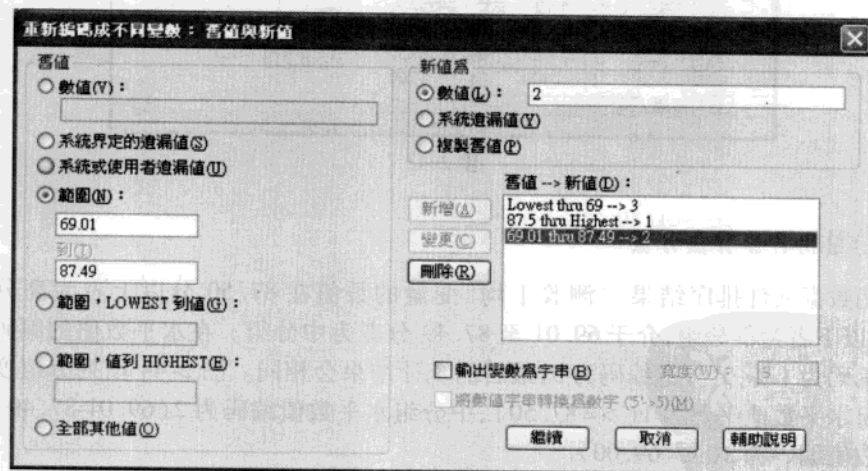 重新編碼成不同變數：舊值與新值
舊值
數值(V)：
系統界定的遺漏值(S)
系統或使用者遺漏值(U)
範圍(N)：
69.01
到(T)
87.49
範圍，LOWEST 到值(G)：
範圍，值到 HIGHEST(E)：
全部其他值(O)
新值為
數值(L)：
2
系統遺漏值(Y)
複製舊值(P)
舊值 --> 新值(D)：
新增(A)
變更(C)
刪除(R)
Lowest thru 69 --> 3
87.5 thru Highest --> 1
69.01 thru 87.49 --> 2
輸出變數為字串(B)
寬度(W)：
8
將數值字串轉換為數字 ('5'->5)(M)
繼續
取消
輔助說明